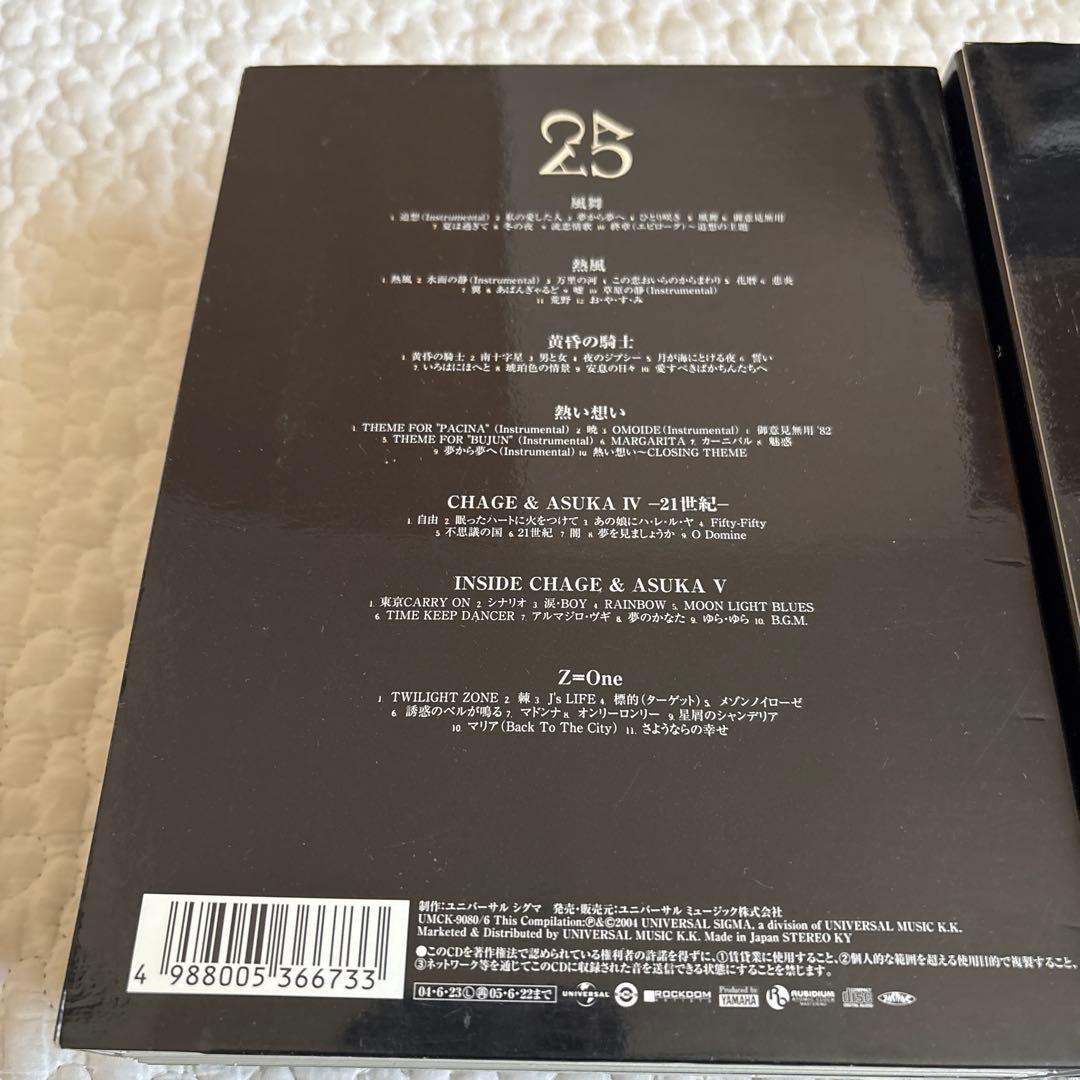 25
風舞
1. 追想(Instrumental) 2 私の愛した人 3 夢から夢へ 4 ひとり咲き 5 風舞 6 御意見無用
7 夏は過ぎて 8 冬の夜 9 流恋情歌 10 終章(エピローグ)～追想の主題
熱風
1. 熱風 2 水面の静(Instrumental) 3 万里の河 4 この恋おいらのからまわり 5 花暦 6 悲炎
7 翼 8 あばんぎゃるど 9 嘘 10 草原の静(Instrumental)
11 荒野 12 お・や・す・み
黄昏の騎士
1. 黄昏の騎士 2 南十字星 3 男と女 4 夜のジプシー 5 月が海にとける夜 6 誓い
7. いろはにほへと 8 琥珀色の情景 9 安息の日々 10 愛すべきばかちんたちへ
熱い想い
1. THEME FOR "PACINA" (Instrumental) 2 暁 3 OMOIDE (Instrumental) 4 御意見無用 '82
5. THEME FOR "BUJUN" (Instrumental) 6 MARGARITA 7 カーニバル 8 魅惑
9 夢から夢へ(Instrumental) 10 熱い想い～CLOSING THEME
CHAGE & ASUKA IV –21世紀–
1. 自由 2. 眠ったハートに火をつけて 3 あの娘にハ・レ・ル・ヤ 4 Fifty-Fifty
5 不思議の国 6 21世紀 7 闇 8 夢を見ましょうか 9 O Domine
INSIDE CHAGE & ASUKA V
1. 東京CARRY ON 2. シナリオ 3 涙・BOY 4 RAINBOW 5. MOON LIGHT BLUES
6 TIME KEEP DANCER 7. アルマジロ・ヴギ 8 夢のかなた 9. ゆら・ゆら 10. B.G.M.
Z=One
1 TWILIGHT ZONE 2. 棘 3. J's LIFE 4. 標的(ターゲット) 5. メゾンノイローゼ
6. 誘惑のベルが鳴る 7. マドンナ 8. オンリーロンリー 9. 星屑のシャンデリア
10. マリア(Back To The City) 11. さようならの幸せ
制作:ユニバーサル シグマ 発売・販売元:ユニバーサル ミュージック株式会社
UMCK-9080/6 This Compilation:Ⓟ&©2004 UNIVERSAL SIGMA, a division of UNIVERSAL MUSIC K.K.
Marketed & Distributed by UNIVERSAL MUSIC K.K. Made in Japan STEREO KY
●このCDを著作権法で認められている権利者の許諾を得ずに、①賃貸業に使用すること、②個人的な範囲を超える使用目的で複製すること、
③ネットワーク等を通じてこのCDに収録された音を送信できる状態にすることを禁じます。
4 988005 366733
04・6・23 Ⓛ ㊢ 05・6・22まで UNIVERSAL ROCKDOM Produced by YAMAHA RUBIDIUM ATOMIC CLOCK MASTERING